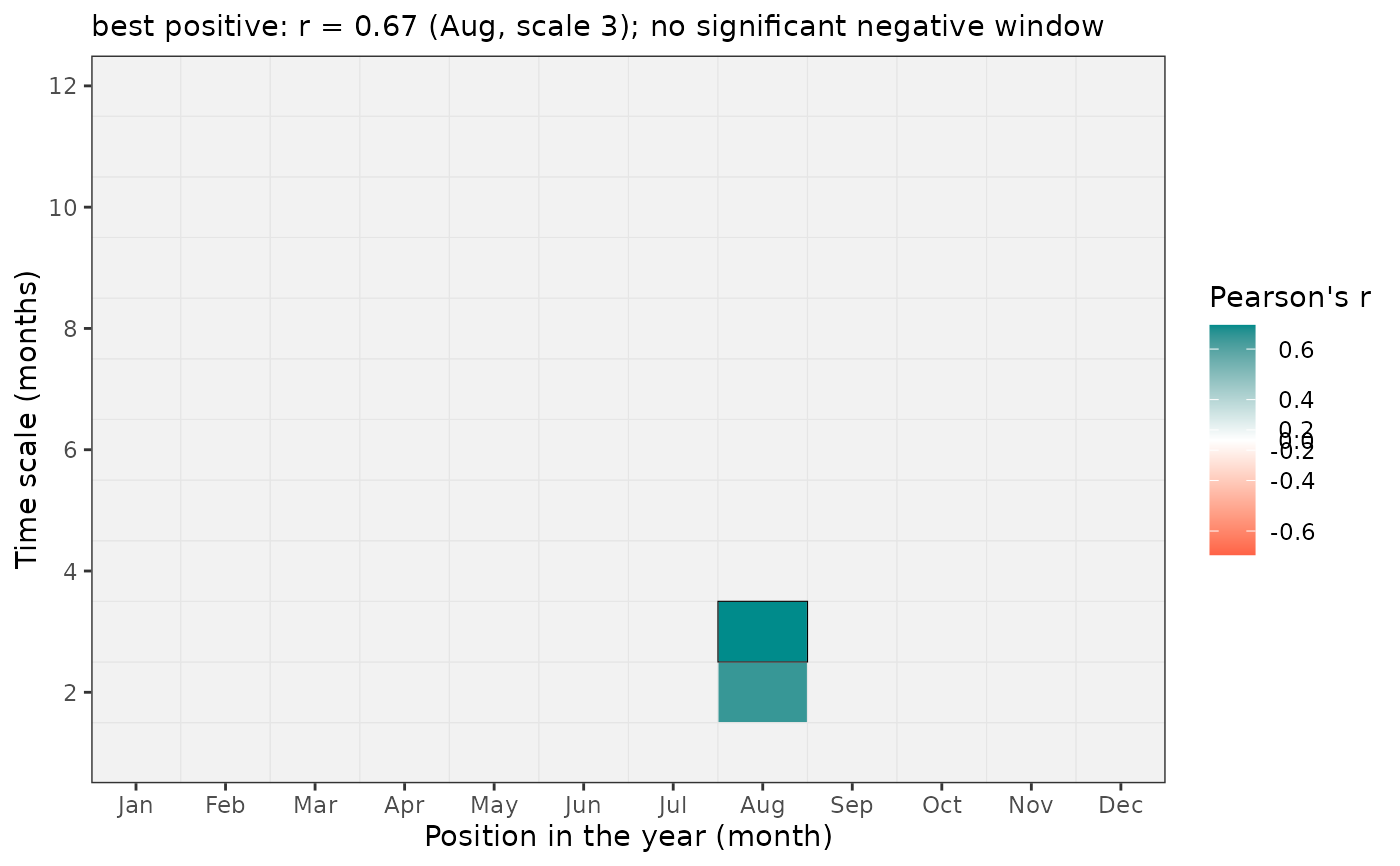 best positive: r = 0.67 (Aug, scale 3); no significant negative window
12
10
8
6
4
2
Time scale (months)
Jan Feb Mar Apr May Jun Jul Aug Sep Oct Nov Dec
Position in the year (month)
Pearson's r
0.6
0.4
0.2
0.0
-0.2
-0.4
-0.6